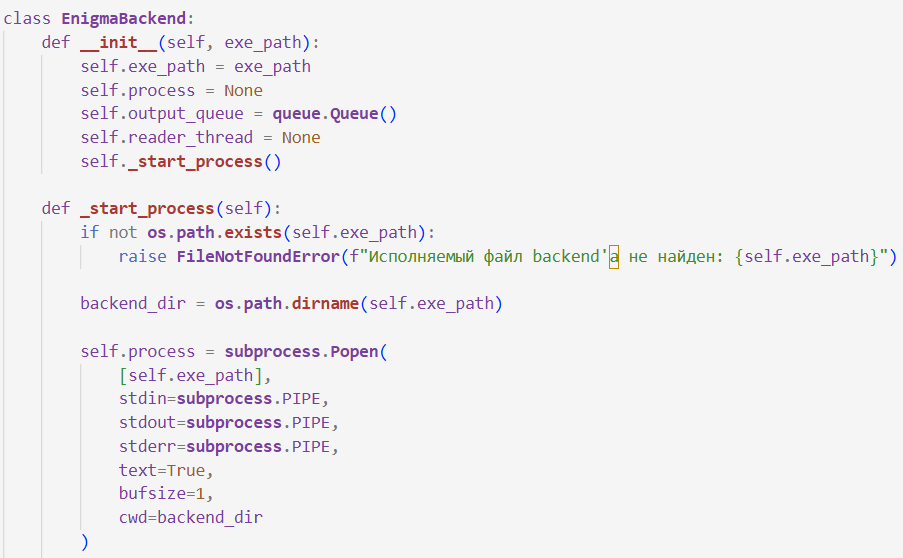 class EnigmaBackend:
    def __init__(self, exe_path):
        self.exe_path = exe_path
        self.process = None
        self.output_queue = queue.Queue()
        self.reader_thread = None
        self._start_process()
    def _start_process(self):
        if not os.path.exists(self.exe_path):
            raise FileNotFoundError(f"Исполняемый файл backend'а не найден: {self.exe_path}")
        backend_dir = os.path.dirname(self.exe_path)
        self.process = subprocess.Popen(
            [self.exe_path],
            stdin=subprocess.PIPE,
            stdout=subprocess.PIPE,
            stderr=subprocess.PIPE,
            text=True,
            bufsize=1,
            cwd=backend_dir
        )